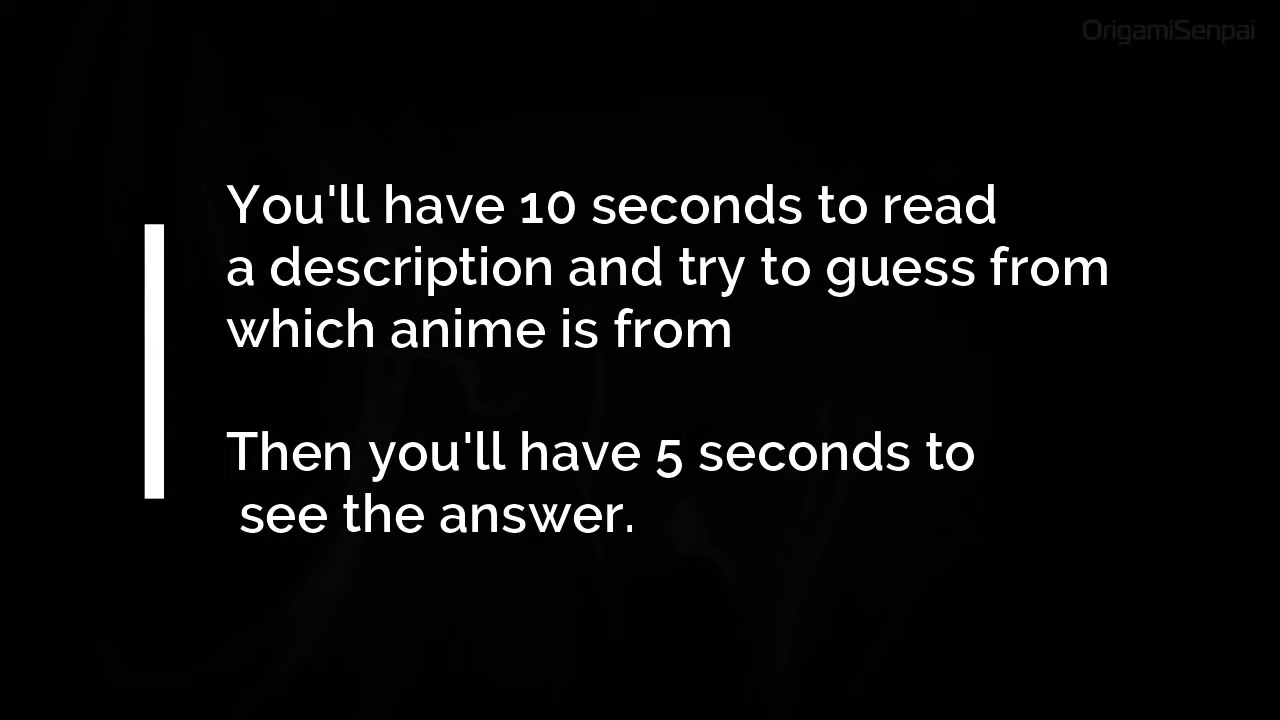 OrigamiSenpai
You'll have 10 seconds to read
a description and try to guess from
which anime is from
Then you'll have 5 seconds to
see the answer.